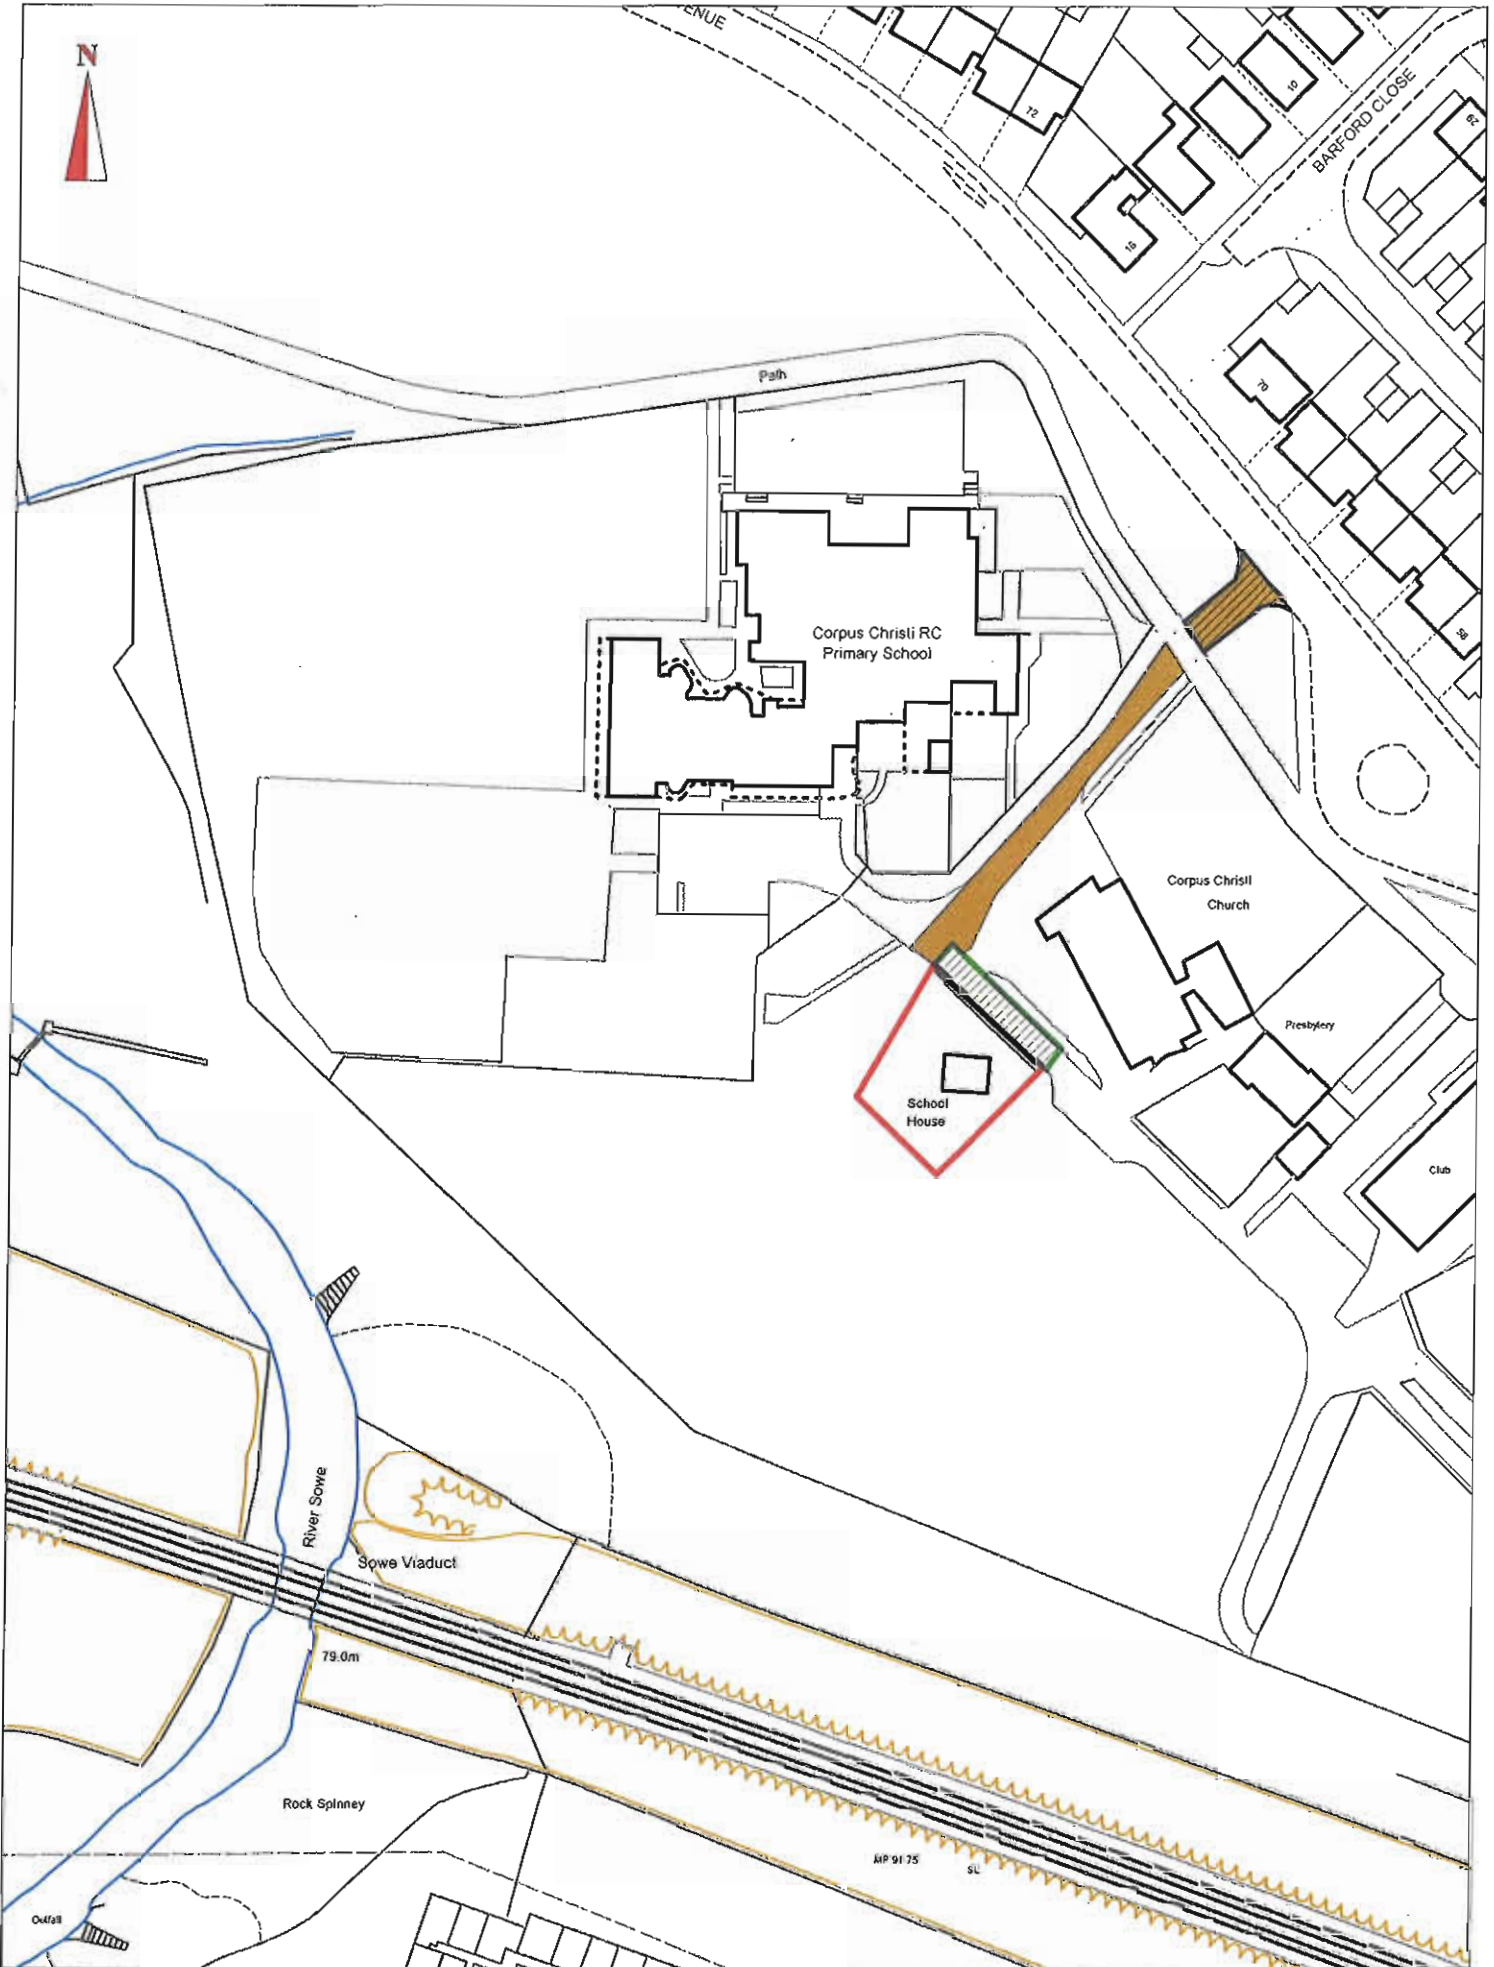 ENUE
N
72
10
BARFORD CLOSE
62
16
70
Path
Corpus Christi RC
Primary School
58
Corpus Christi
Church
Presbytery
School
House
Club
River Sowe
Sowe Viaduct
79.0m
Rock Spinney
MP 91.75
SL
Outfall